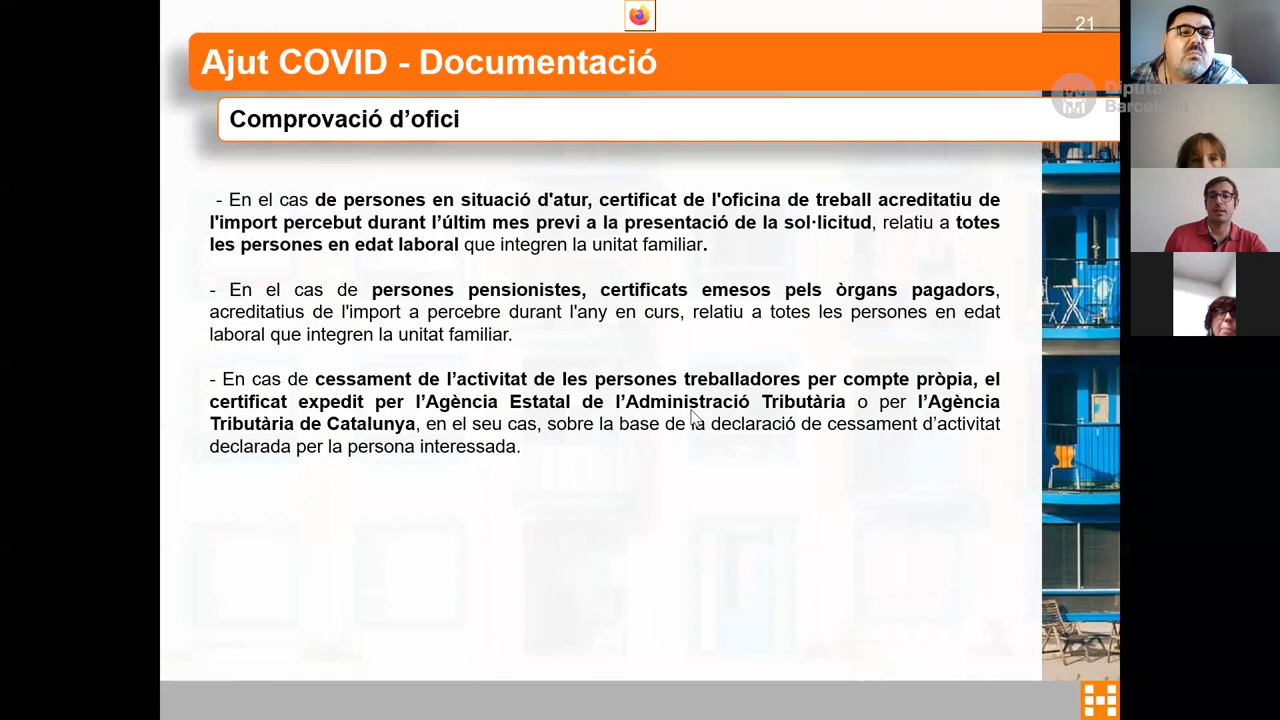 21
Ajut COVID - Documentació
Diputació
Barcelona
Comprovació d’ofici
- En el cas de persones en situació d'atur, certificat de l'oficina de treball acreditatiu de
l'import percebut durant l’últim mes previ a la presentació de la sol·licitud, relatiu a totes
les persones en edat laboral que integren la unitat familiar.
- En el cas de persones pensionistes, certificats emesos pels òrgans pagadors,
acreditatius de l'import a percebre durant l'any en curs, relatiu a totes les persones en edat
laboral que integren la unitat familiar.
- En cas de cessament de l’activitat de les persones treballadores per compte pròpia, el
certificat expedit per l’Agència Estatal de l’Administració Tributària o per l’Agència
Tributària de Catalunya, en el seu cas, sobre la base de la declaració de cessament d’activitat
declarada per la persona interessada.